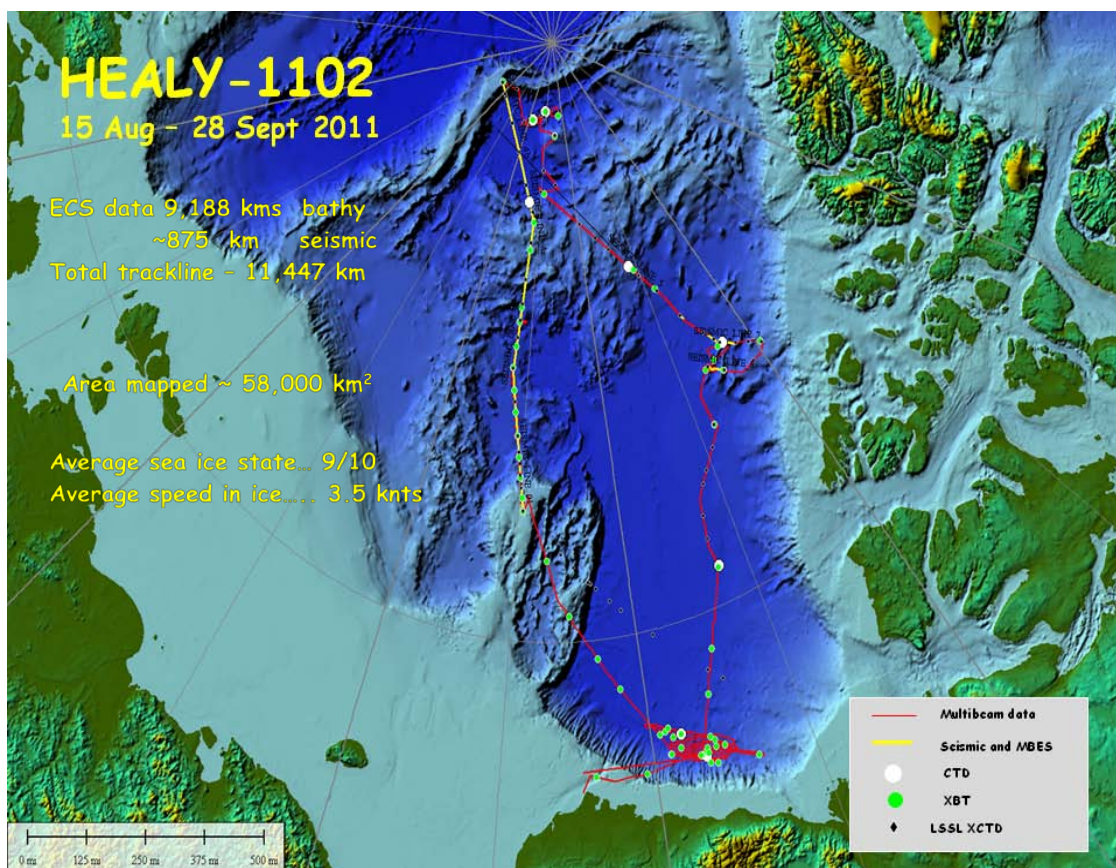 HEALY-1102
15 Aug – 28 Sept 2011
ECS data 9,188 kms bathy
~875 km seismic
Total trackline – 11,447 km
Area mapped ~ 58,000 km²
Average sea ice state... 9/10
Average speed in ice..... 3.5 knts
Multibeam data
Seismic and MBES
CTD
XBT
LSSL XCTD
0 mi 125 mi 250 mi 375 mi 500 mi